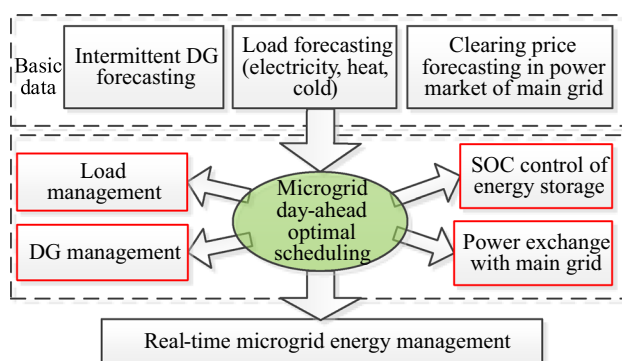 Basic
data
Intermittent DG
forecasting
Load forecasting
(electricity, heat,
cold)
Clearing price
forecasting in power
market of main grid
Load
management
DG management
Microgrid
day-ahead
optimal
scheduling
SOC control of
energy storage
Power exchange
with main grid
Real-time microgrid energy management